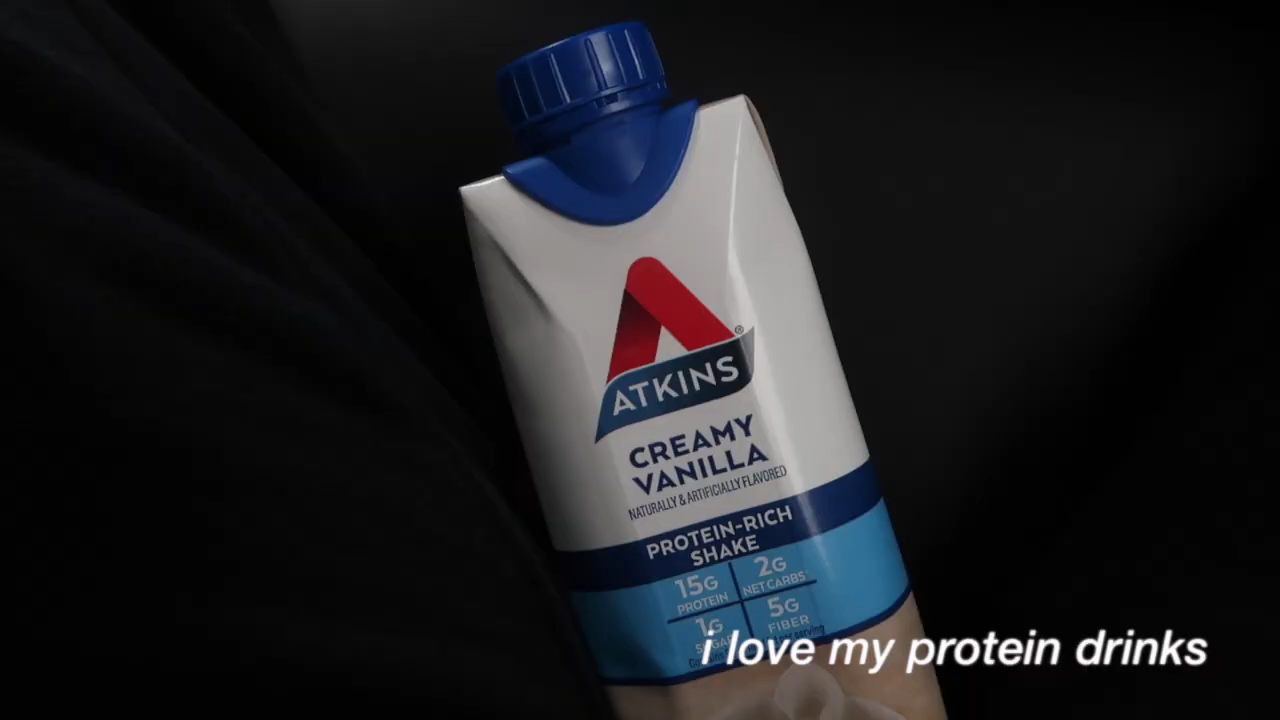 ATKINS®
CREAMY
VANILLA
NATURALLY & ARTIFICIALLY FLAVORED
PROTEIN-RICH
SHAKE
15G
PROTEIN
2G
NET CARBS
1G
5G
FIBER
i love my protein drinks